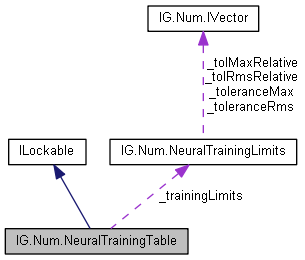 IG.Num.IVector
_tolMaxRelative
_tolRmsRelative
_toleranceMax
_toleranceRms
ILockable
IG.Num.NeuralTrainingLimits
_trainingLimits
IG.Num.NeuralTrainingTable